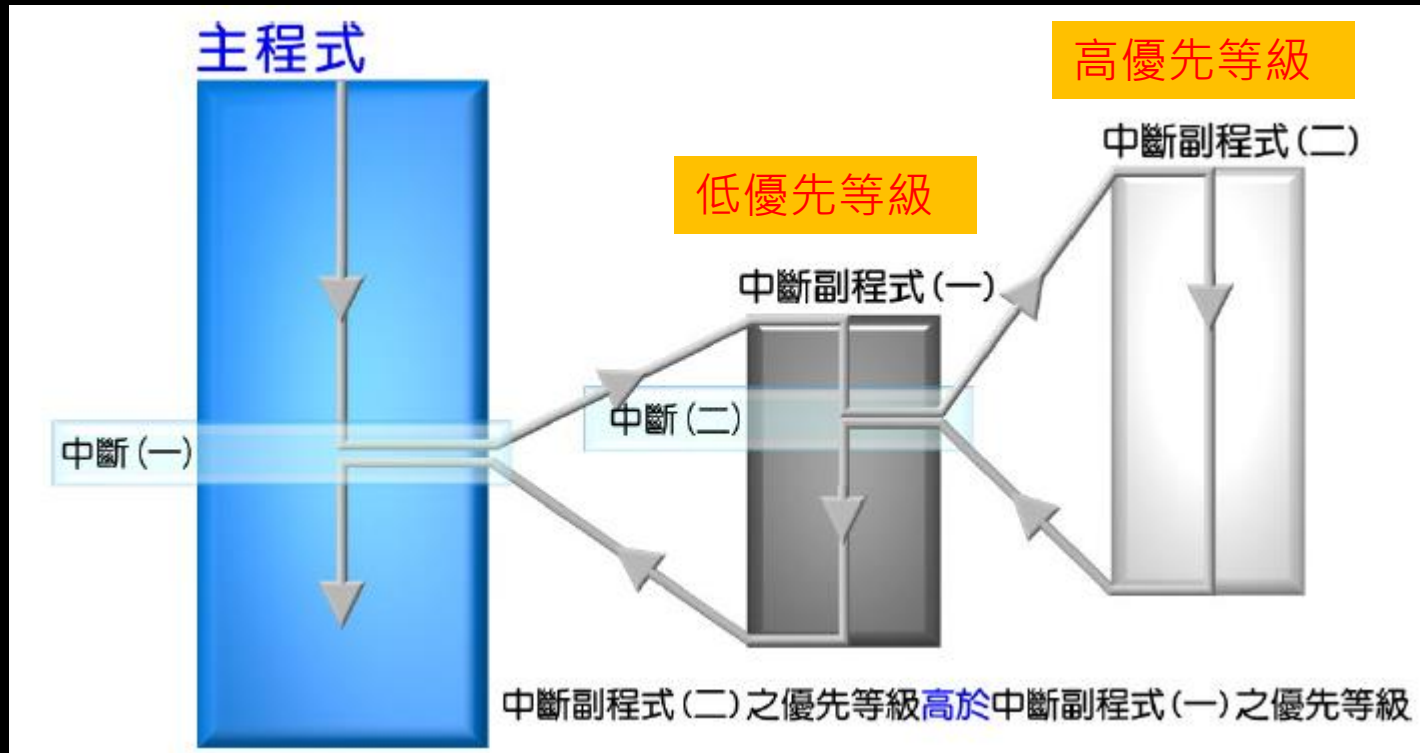 主程式
高優先等級
中斷副程式(二)
低優先等級
中斷副程式(一)
中斷(二)
中斷(一)
中斷副程式(二)之優先等級高於中斷副程式(一)之優先等級